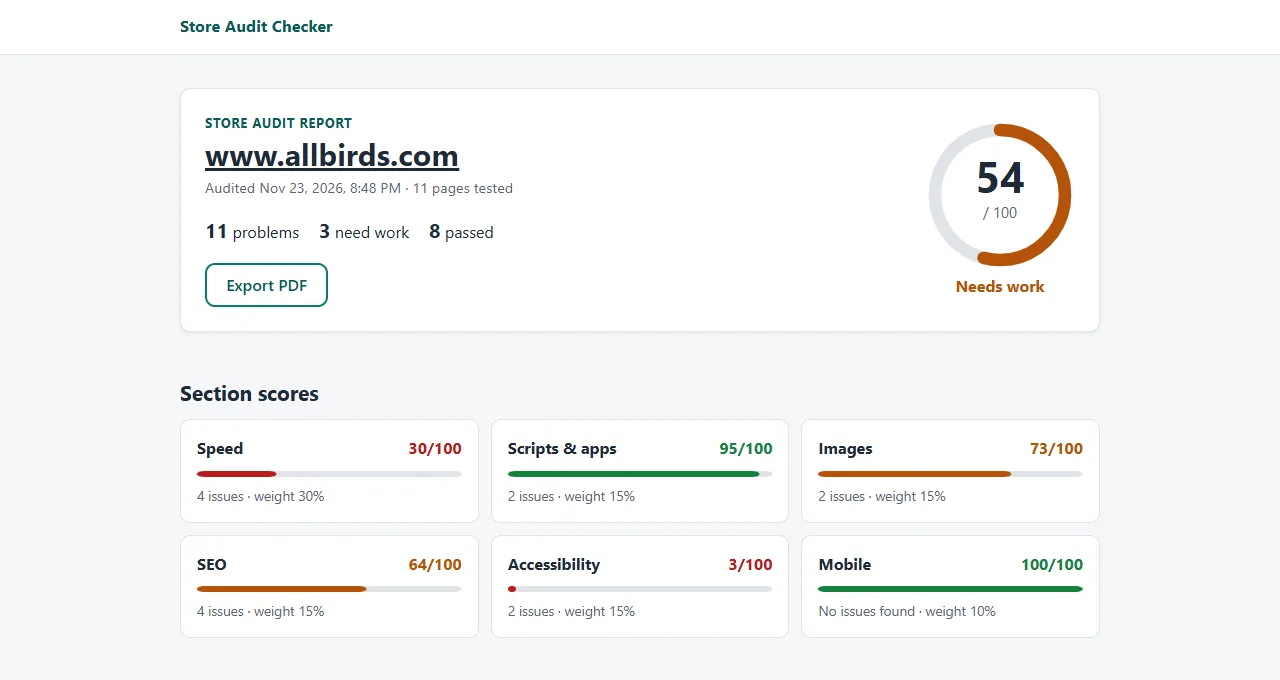 Store Audit Checker
STORE AUDIT REPORT
www.allbirds.com
Audited Nov 23, 2026, 8:48 PM · 11 pages tested
11 problems 3 need work 8 passed
Export PDF
54
/ 100
Needs work
Section scores
Speed 30/100
4 issues · weight 30%
Scripts & apps 95/100
2 issues · weight 15%
Images 73/100
2 issues · weight 15%
SEO 64/100
4 issues · weight 15%
Accessibility 3/100
2 issues · weight 15%
Mobile 100/100
No issues found · weight 10%